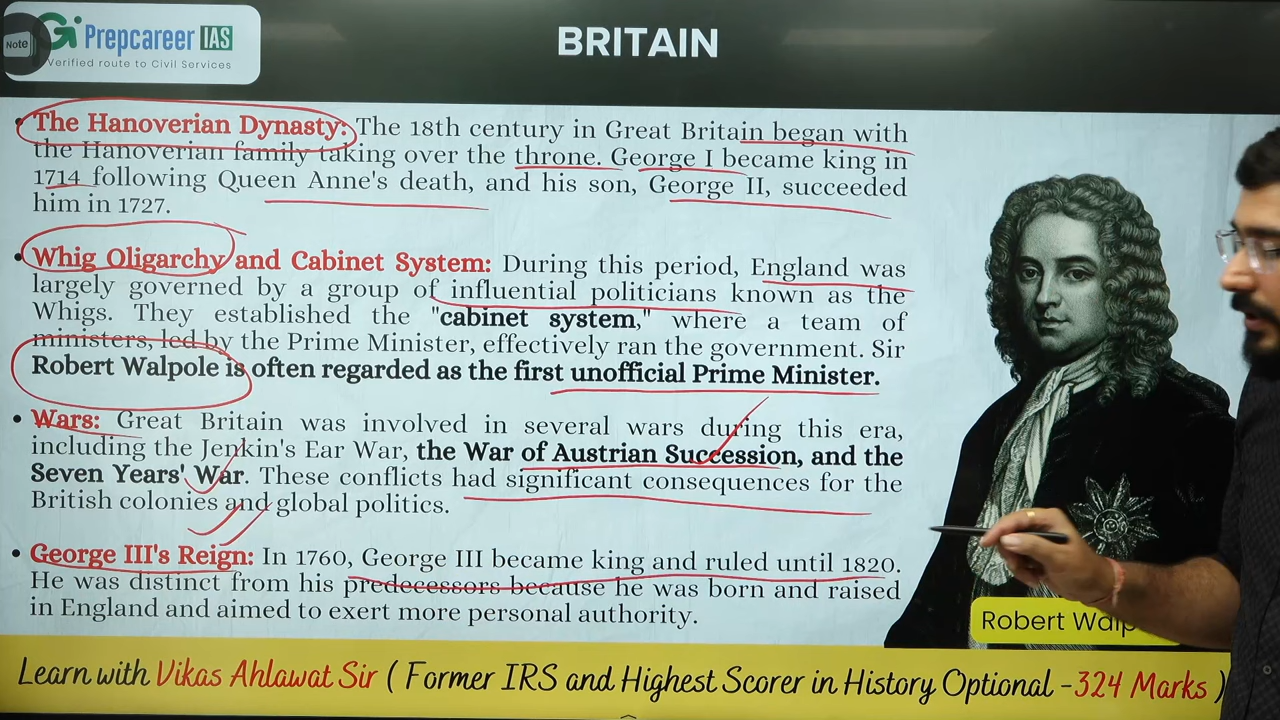 Note
Prepcareer IAS
Verified route to Civil Services
BRITAIN
• The Hanoverian Dynasty: The 18th century in Great Britain began with
the Hanoverian family taking over the throne. George I became king in
1714 following Queen Anne's death, and his son, George II, succeeded
him in 1727.
• Whig Oligarchy and Cabinet System: During this period, England was
largely governed by a group of influential politicians known as the
Whigs. They established the "cabinet system," where a team of
ministers, led by the Prime Minister, effectively ran the government. Sir
Robert Walpole is often regarded as the first unofficial Prime Minister.
• Wars: Great Britain was involved in several wars during this era,
including the Jenkin's Ear War, the War of Austrian Succession, and the
Seven Years' War. These conflicts had significant consequences for the
British colonies and global politics.
• George III's Reign: In 1760, George III became king and ruled until 1820.
He was distinct from his predecessors because he was born and raised
in England and aimed to exert more personal authority.
Robert Walp
Learn with Vikas Ahlawat Sir ( Former IRS and Highest Scorer in History Optional -324 Marks )